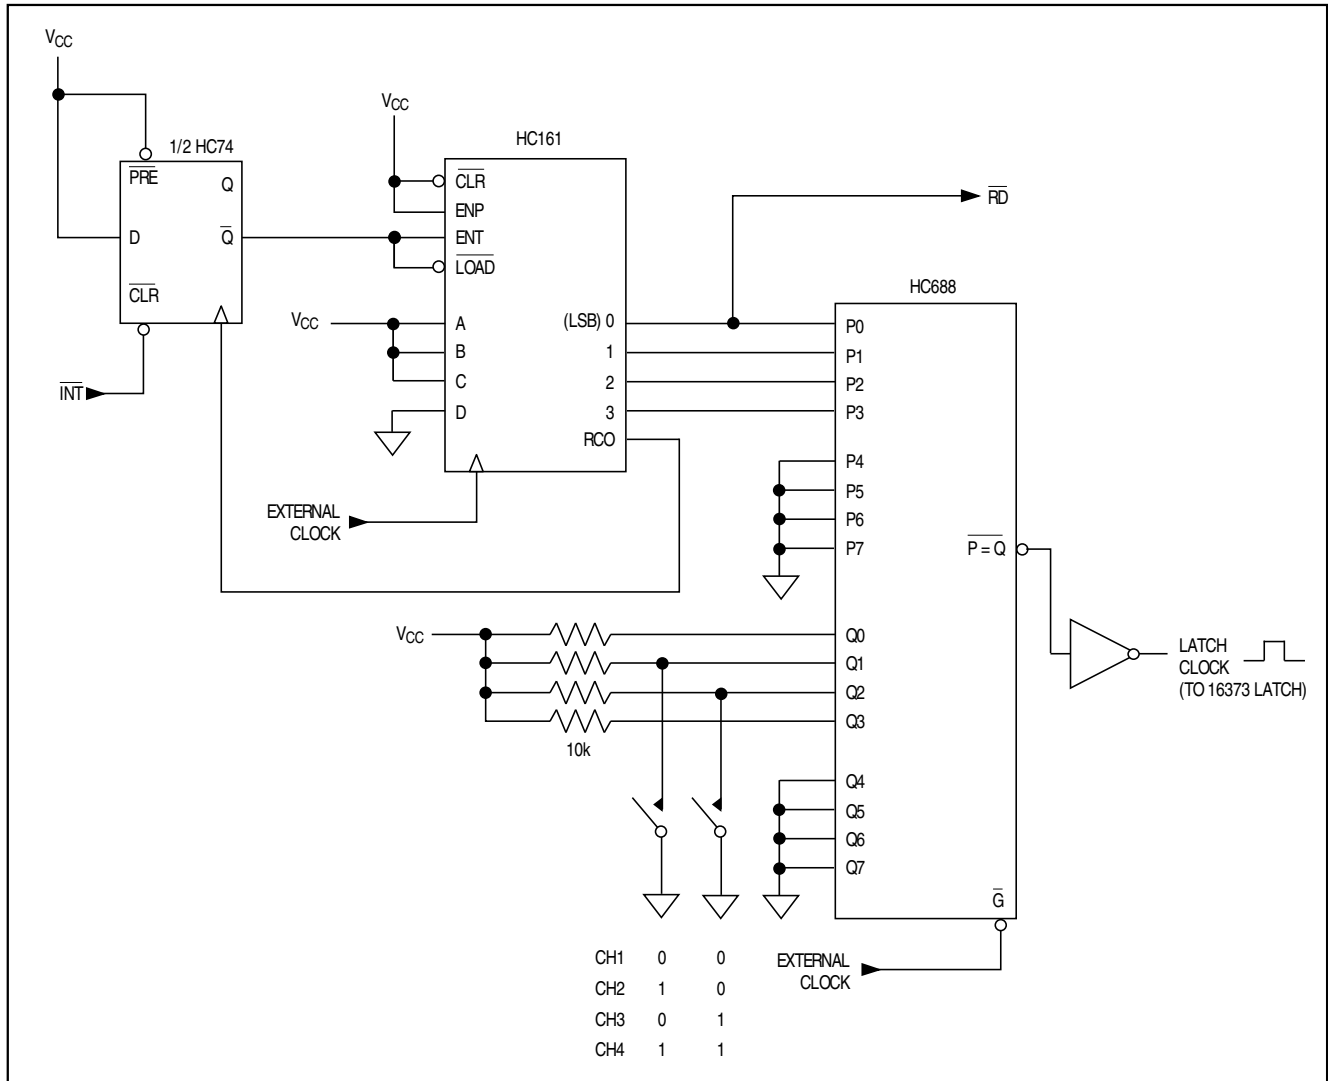 VCC
1/2 HC74
PRE
Q
D
Q
CLR
INT
VCC
HC161
CLR
ENP
ENT
LOAD
VCC
A
B
C
D
(LSB) 0
1
2
3
RCO
EXTERNAL
CLOCK
RD
HC688
P0
P1
P2
P3
P4
P5
P6
P7
P = Q
VCC
10k
Q0
Q1
Q2
Q3
Q4
Q5
Q6
Q7
G
LATCH
CLOCK
(TO 16373 LATCH)
EXTERNAL
CLOCK
CH1 0 0
CH2 1 0
CH3 0 1
CH4 1 1